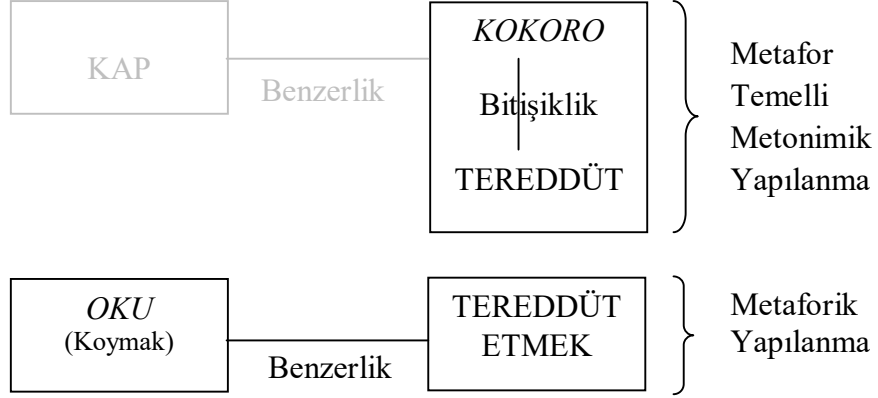 KAP
Benzerlik
KOKORO
Bitişiklik
TEREDDÜT
Metafor
Temelli
Metonimik
Yapılanma
OKU
(Koymak)
Benzerlik
TEREDDÜT
ETMEK
Metaforik
Yapılanma